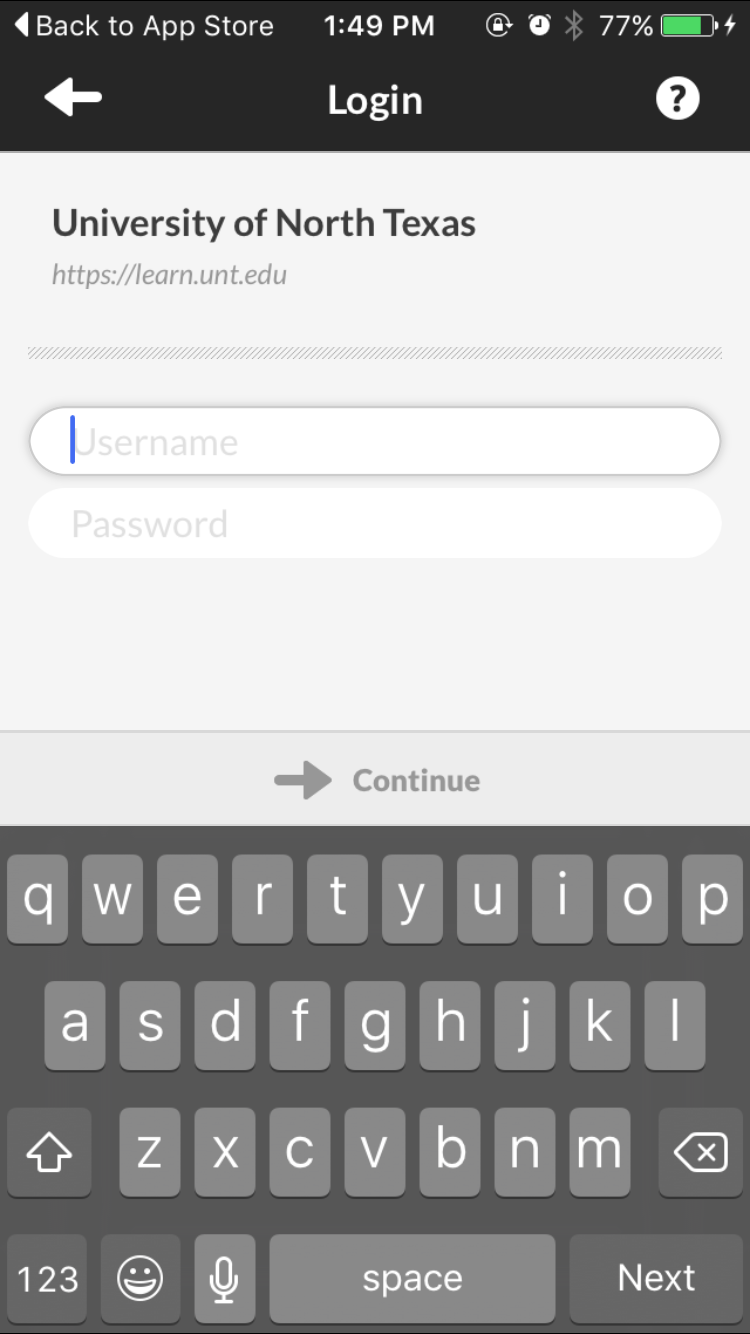 Back to App Store 1:49 PM 77%
Login ?
University of North Texas
https://learn.unt.edu
Username
Password
Continue
q w e r t y u i o p
a s d f g h j k l
z x c v b n m
123 space Next